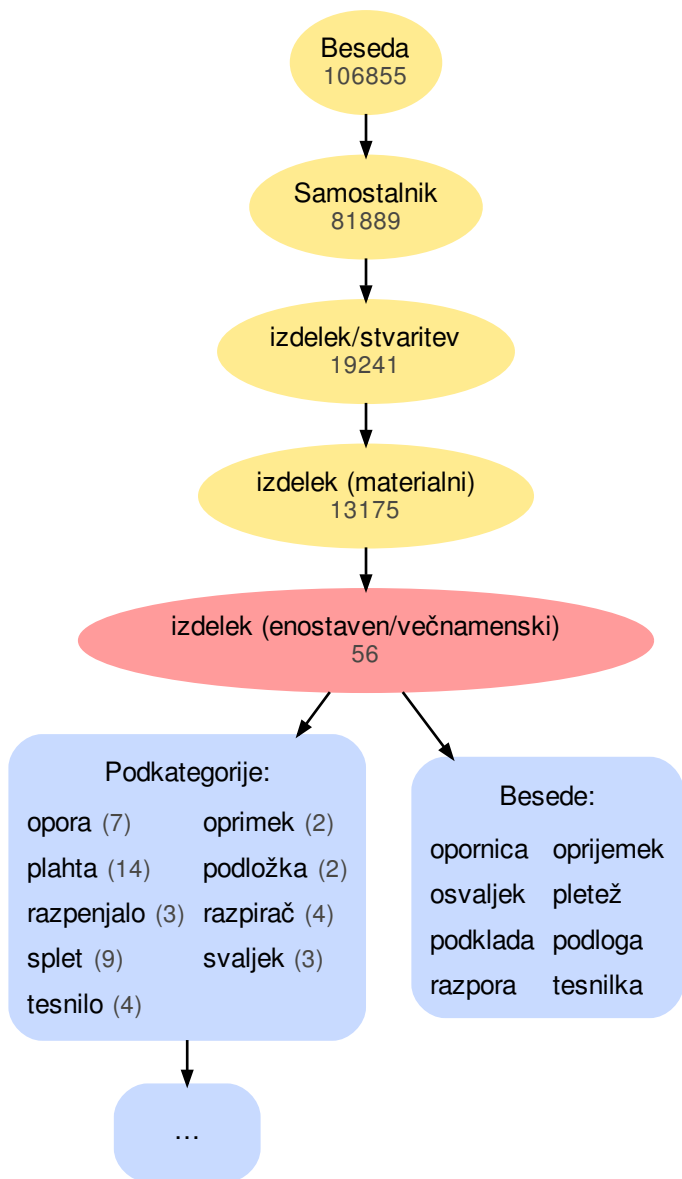 Beseda
106855
Samostalnik
81889
izdelek/stvaritev
19241
izdelek (materialni)
13175
izdelek (enostaven/večnamenski)
56
Podkategorije:
opora (7) oprimek (2)
plahta (14) podložka (2)
razpenjalo (3) razpirač (4)
splet (9) svaljek (3)
tesnilo (4)
Besede:
opornica oprijemek
osvaljek pletež
podklada podloga
razpora tesnilka
...